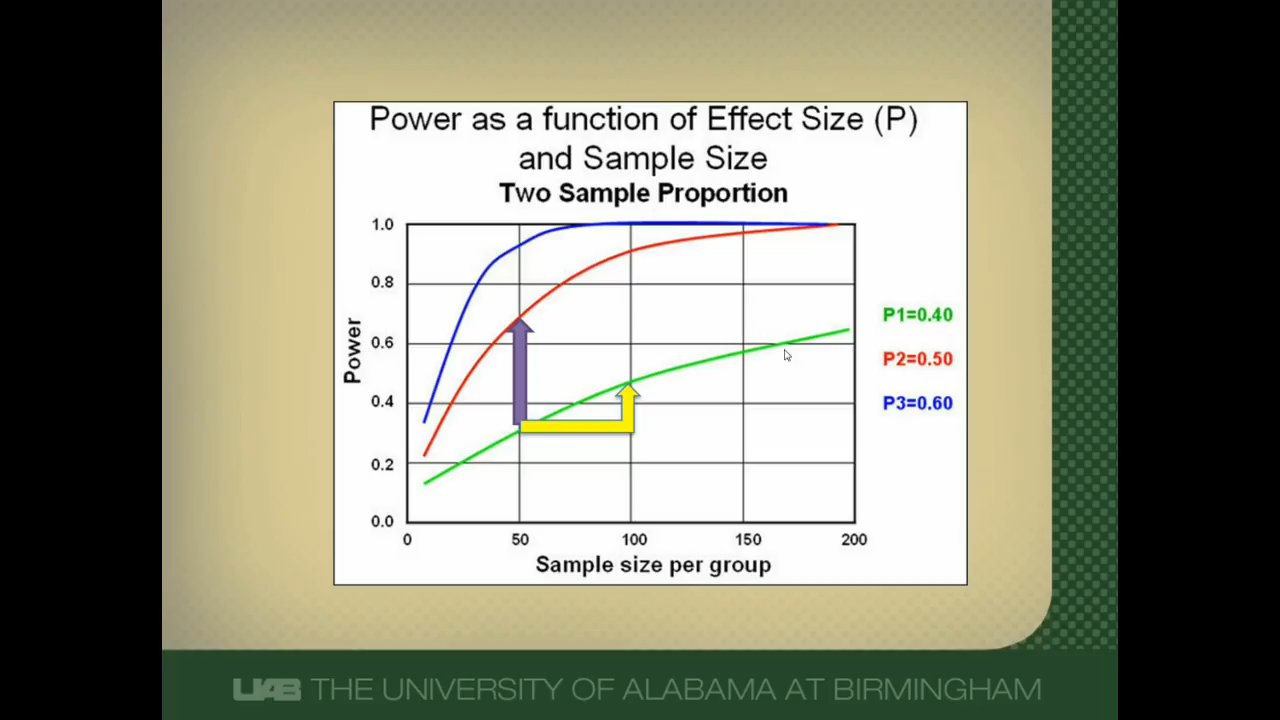 Power as a function of Effect Size (P)
and Sample Size
Two Sample Proportion
1.0
0.8
0.6
0.4
0.2
0.0
Power
0 50 100 150 200
Sample size per group
P1=0.40
P2=0.50
P3=0.60
UAB THE UNIVERSITY OF ALABAMA AT BIRMINGHAM